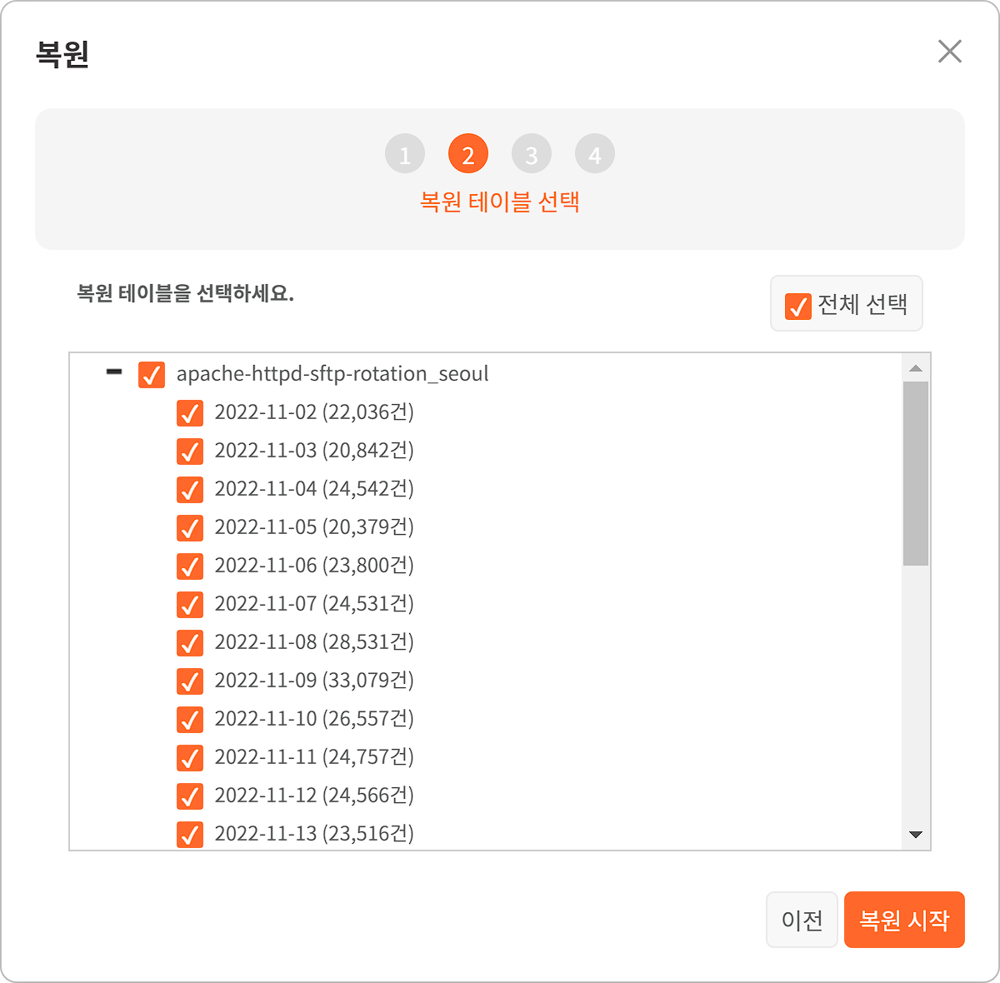 복원
1 2 3 4
복원 테이블 선택
복원 테이블을 선택하세요.
전체 선택
apache-httpd-sftp-rotation_seoul
2022-11-02 (22,036건)
2022-11-03 (20,842건)
2022-11-04 (24,542건)
2022-11-05 (20,379건)
2022-11-06 (23,800건)
2022-11-07 (24,531건)
2022-11-08 (28,531건)
2022-11-09 (33,079건)
2022-11-10 (26,557건)
2022-11-11 (24,757건)
2022-11-12 (24,566건)
2022-11-13 (23,516건)
이전 복원 시작